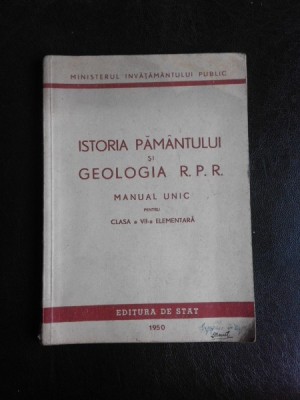 MINISTERUL INVĂȚĂMÂNTULUI PUBLIC
ISTORIA PĂMÂNTULUI
ȘI
GEOLOGIA R. P. R.
MANUAL UNIC
PENTRU
CLASA a VII-a ELEMENTARĂ
EDITURA DE STAT
1950